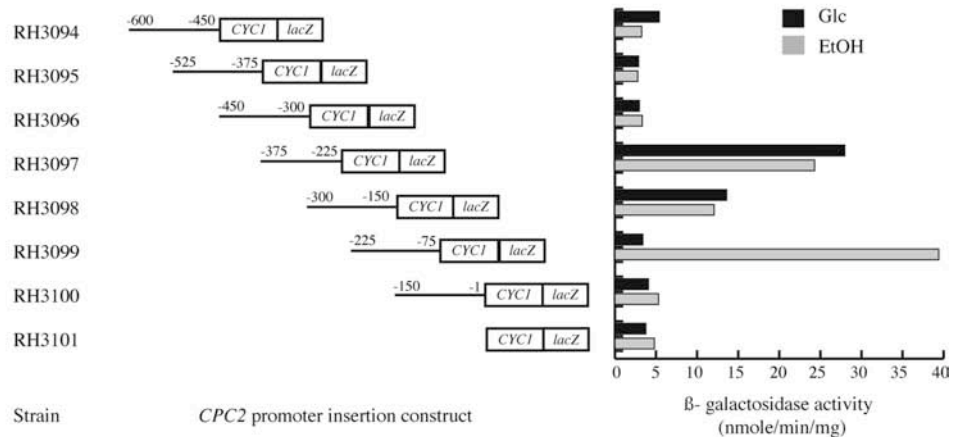 RH3094 -600 -450 CYC1 lacZ
RH3095 -525 -375 CYC1 lacZ
RH3096 -450 -300 CYC1 lacZ
RH3097 -375 -225 CYC1 lacZ
RH3098 -300 -150 CYC1 lacZ
RH3099 -225 -75 CYC1 lacZ
RH3100 -150 -1 CYC1 lacZ
RH3101 CYC1 lacZ
Strain CPC2 promoter insertion construct
Glc
EtOH
0 5 10 15 20 25 30 35 40
ß- galactosidase activity
(nmole/min/mg)